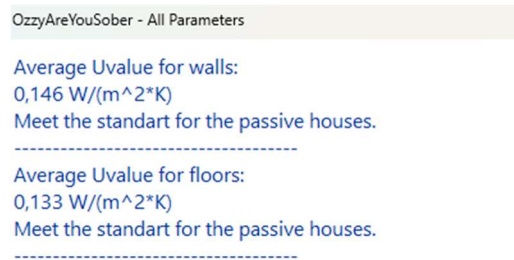 OzzyAreYouSober - All Parameters
Average Uvalue for walls:
0,146 W/(m^2*K)
Meet the standart for the passive houses.
-------------------------------------
Average Uvalue for floors:
0,133 W/(m^2*K)
Meet the standart for the passive houses.
-------------------------------------